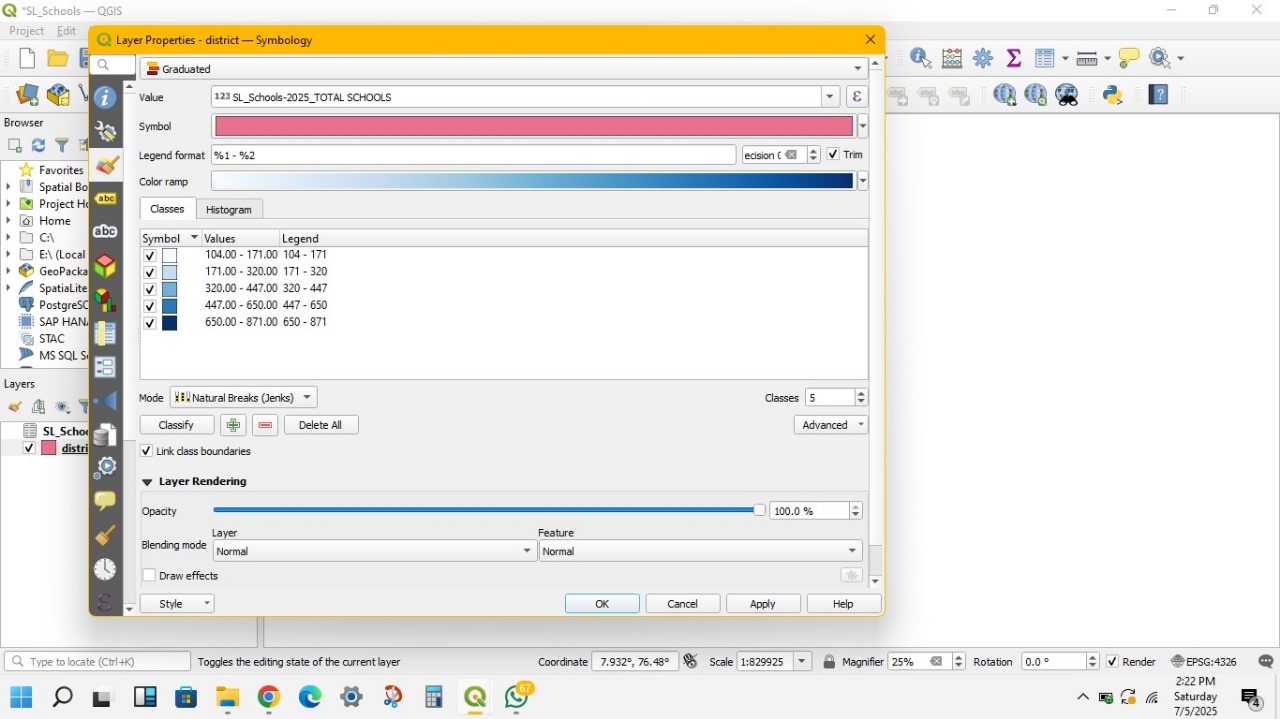 *SL_Schools — QGIS
Project Edit
Layer Properties - district — Symbology
Graduated
Value 123 SL_Schools-2025_TOTAL SCHOOLS ε
Symbol
Legend format %1 - %2 ecision ( Trim
Color ramp
Classes Histogram
Symbol Values Legend
104.00 - 171.00 104 - 171
171.00 - 320.00 171 - 320
320.00 - 447.00 320 - 447
447.00 - 650.00 447 - 650
650.00 - 871.00 650 - 871
Mode Natural Breaks (Jenks) Classes 5
Classify Delete All Advanced
Link class boundaries
Layer Rendering
Opacity 100.0 %
Layer Feature
Blending mode Normal Normal
Draw effects
Style OK Cancel Apply Help
abc
abc
Browser
Favorites
Spatial Bo
Project Ho
Home
C:\
E:\ (Local
GeoPacka
SpatiaLite
PostgreSQ
SAP HAN
STAC
MS SQL S
Layers
SL_Schoo
distri
Type to locate (Ctrl+K) Toggles the editing state of the current layer Coordinate 7.932°, 76.48° Scale 1:829925 Magnifier 25% Rotation 0.0 ° Render EPSG:4326
67
2:22 PM
Saturday
7/5/2025
4